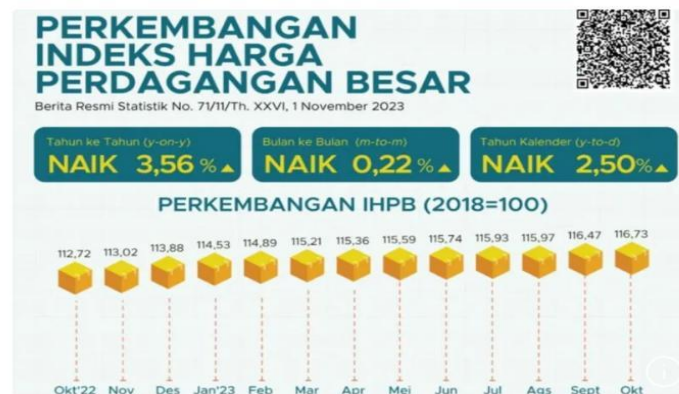 PERKEMBANGAN
INDEKS HARGA
PERDAGANGAN BESAR
Berita Resmi Statistik No. 71/11/Th. XXVI, 1 November 2023
Tahun ke Tahun (y-on-y)
NAIK 3,56 %
Bulan ke Bulan (m-to-m)
NAIK 0,22 %
Tahun Kalender (y-to-d)
NAIK 2,50%
PERKEMBANGAN IHPB (2018=100)
112,72 113,02 113,88 114,53 114,89 115,21 115,36 115,59 115,74 115,93 115,97 116,47 116,73
Okt'22 Nov Des Jan'23 Feb Mar Apr Mei Jun Jul Ags Sept Okt